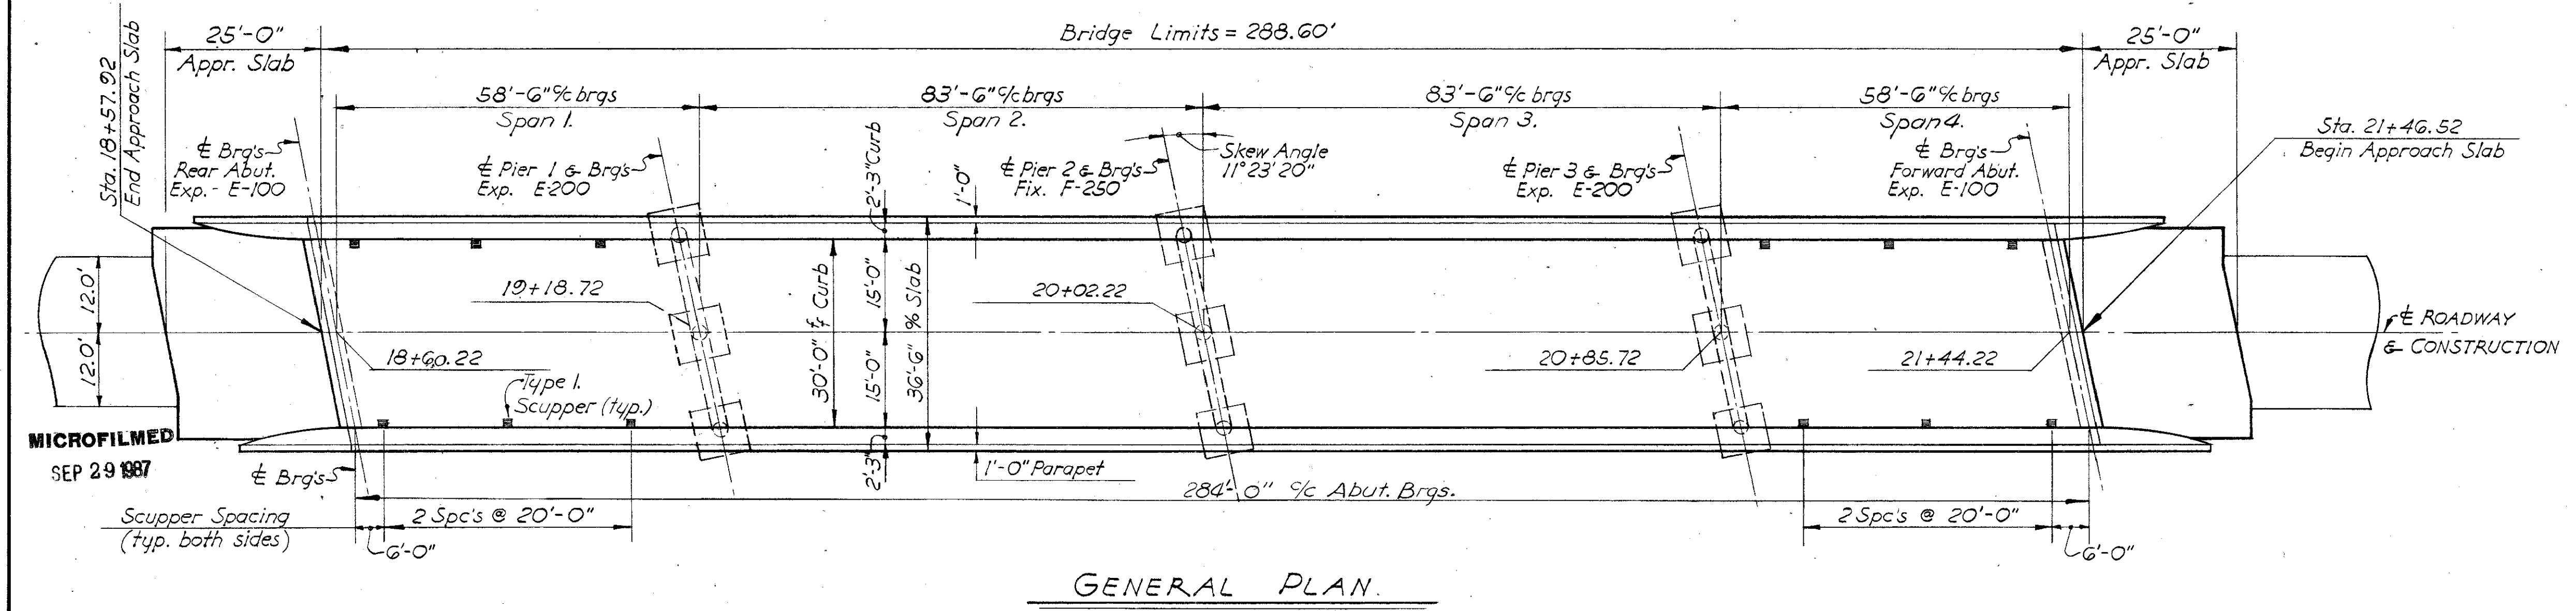 Bridge Limits = 288.60'
25'-0"
Appr. Slab
25'-0"
Appr. Slab
Sta. 18+57.92
End Approach Slab
58'-6" c/c brgs
Span 1.
83'-6" c/c brgs
Span 2.
83'-6" c/c brgs
Span 3.
58'-6" c/c brgs
Span 4.
Sta. 21+46.52
Begin Approach Slab
℄ Brg's
Rear Abut.
Exp. - E-100
℄ Pier 1 & Brg's
Exp. E-200
2'-3" Curb
1'-0"
℄ Pier 2 & Brg's
Fix. F-250
Skew Angle
11°23'20"
℄ Pier 3 & Brg's
Exp. E-200
℄ Brg's
Forward Abut.
Exp. E-100
12.0'
12.0'
19+18.72
30'-0" f/f Curb
15'-0"
15'-0"
36'-6" o/o Slab
20+02.22
18+60.22
20+85.72
21+44.22
℄ ROADWAY
& CONSTRUCTION
Type 1.
Scupper (typ.)
MICROFILMED
SEP 29 1987
℄ Brg's
2'-3"
1'-0" Parapet
284'-0" c/c Abut. Brgs.
Scupper Spacing
(typ. both sides)
6'-0"
2 Spc's @ 20'-0"
2 Spc's @ 20'-0"
6'-0"
GENERAL PLAN.